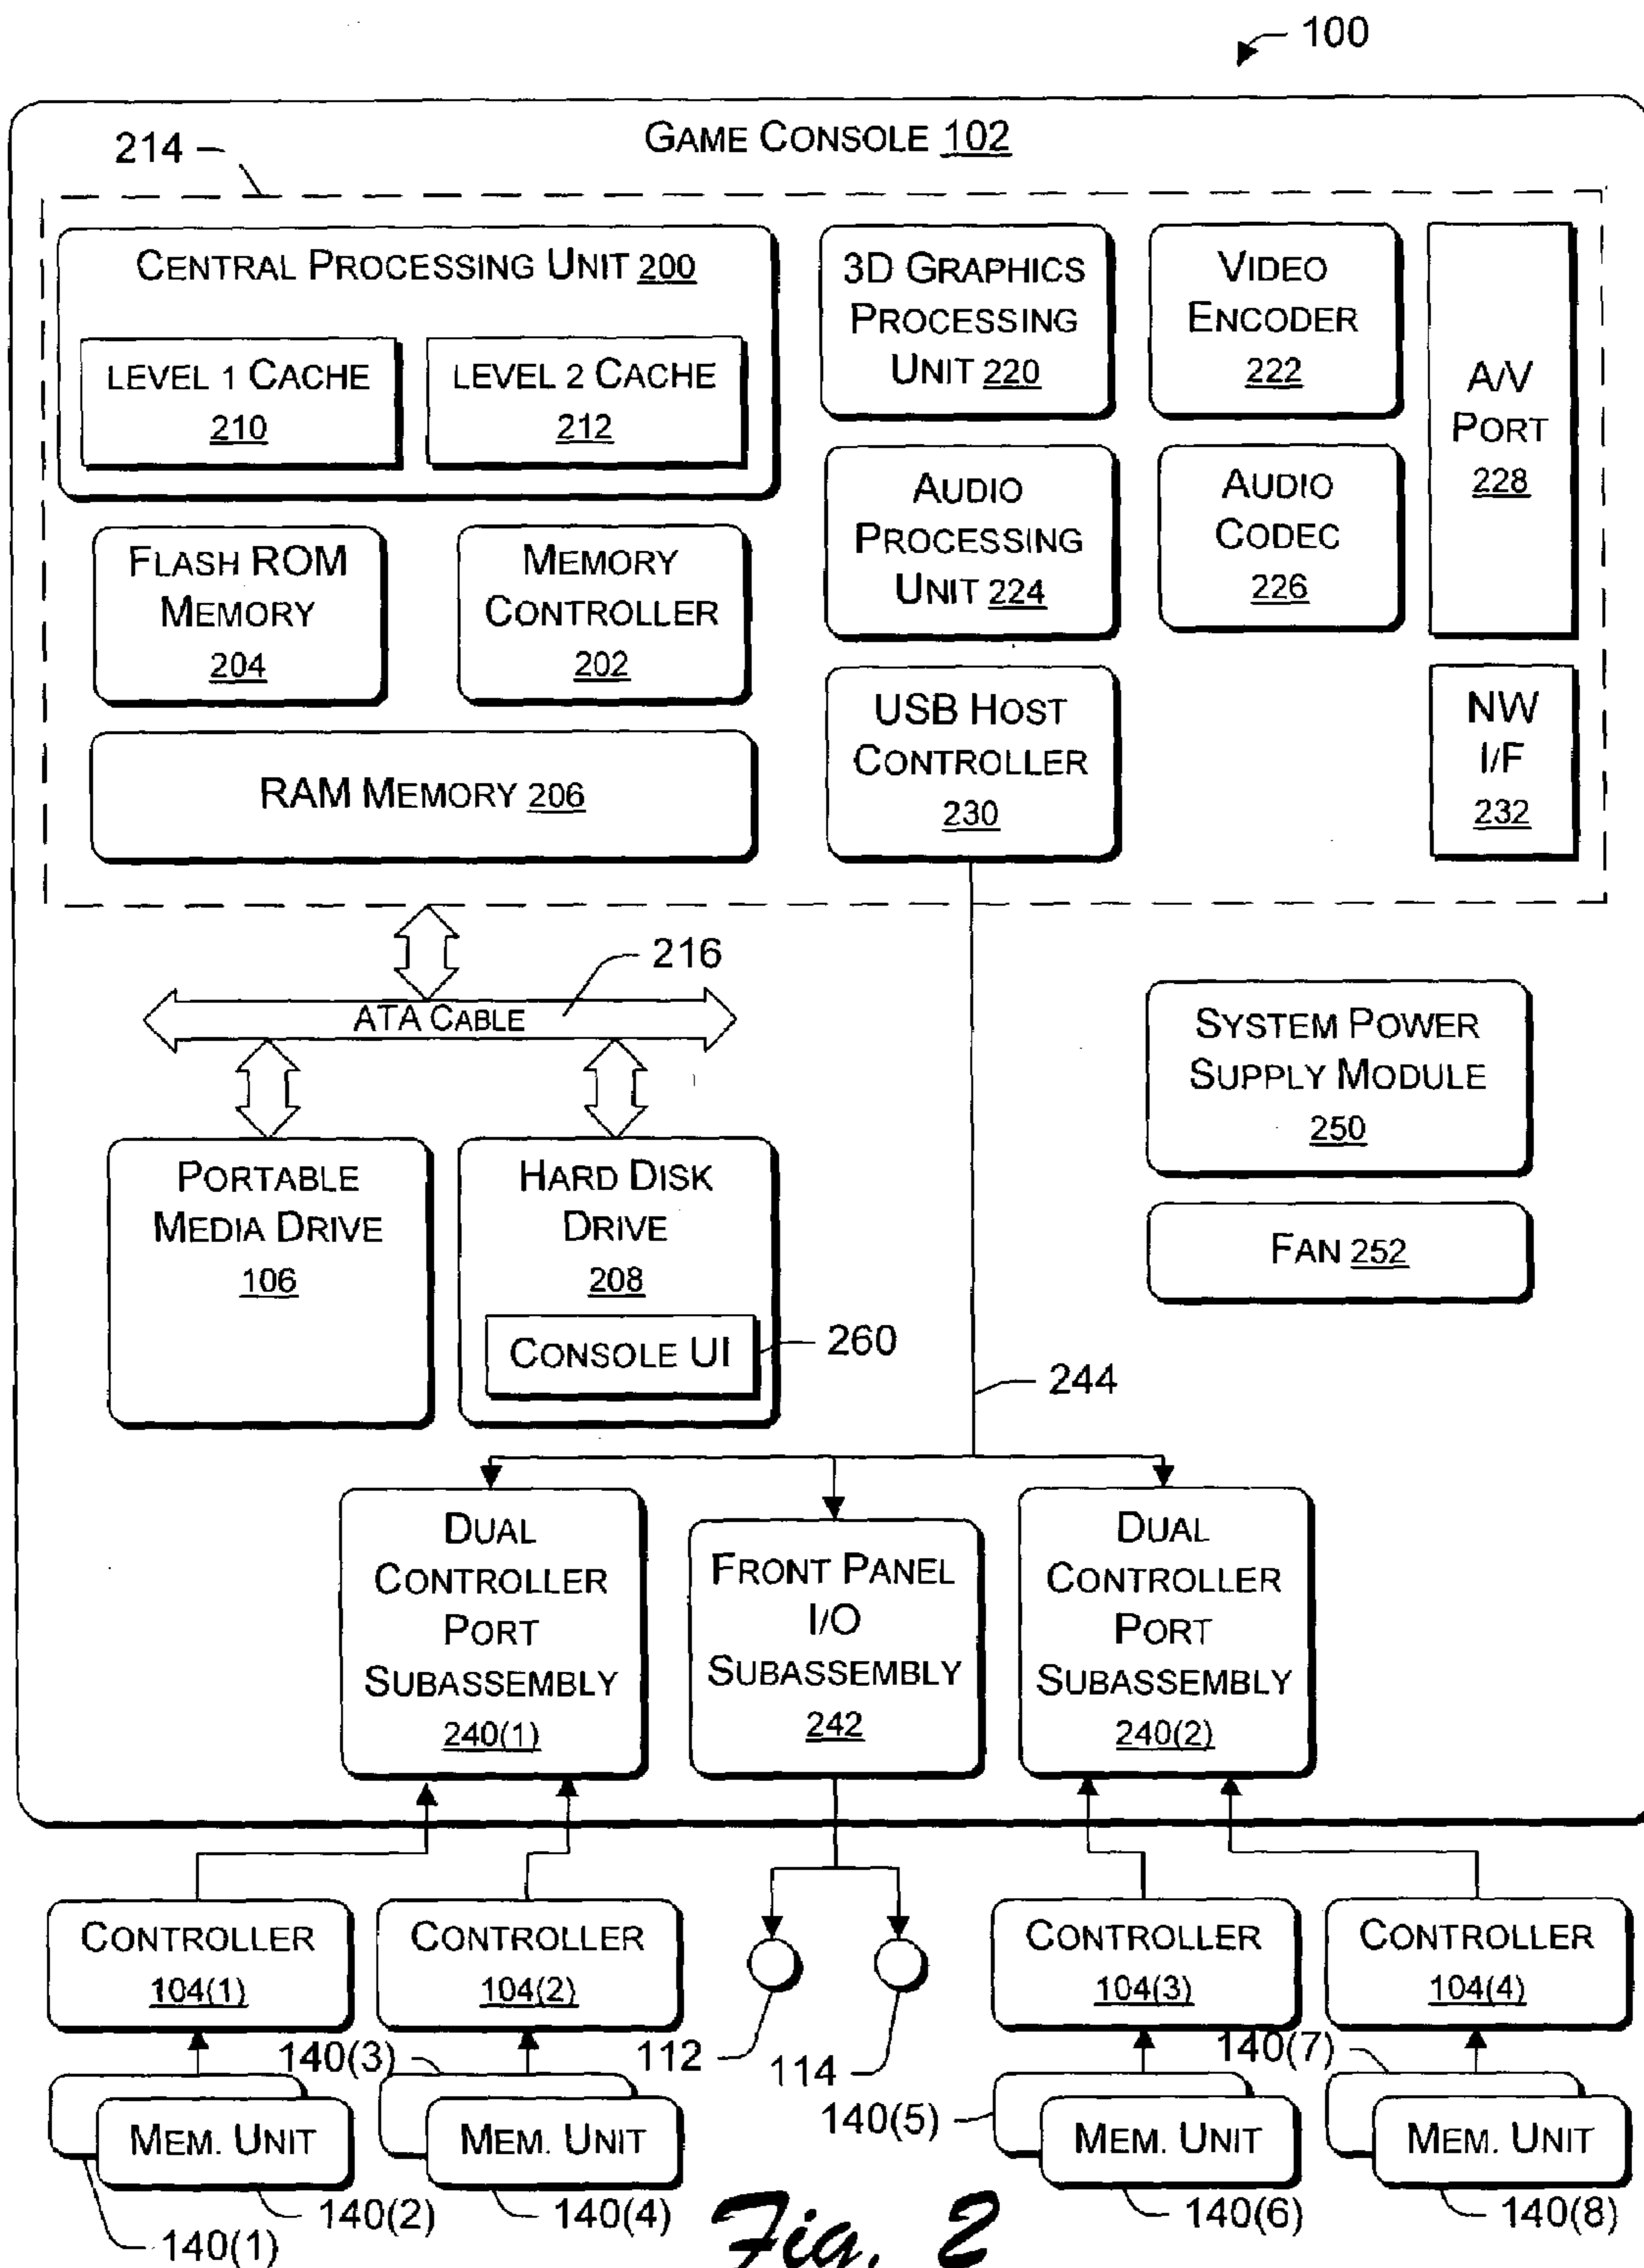 100
GAME CONSOLE 102
214
CENTRAL PROCESSING UNIT 200
LEVEL 1 CACHE
210
LEVEL 2 CACHE
212
3D GRAPHICS
PROCESSING
UNIT 220
VIDEO
ENCODER
222
A/V
PORT
228
FLASH ROM
MEMORY
204
MEMORY
CONTROLLER
202
AUDIO
PROCESSING
UNIT 224
AUDIO
CODEC
226
RAM MEMORY 206
USB HOST
CONTROLLER
230
NW
I/F
232
216
ATA CABLE
SYSTEM POWER
SUPPLY MODULE
250
PORTABLE
MEDIA DRIVE
106
HARD DISK
DRIVE
208
CONSOLE UI
260
FAN 252
244
DUAL
CONTROLLER
PORT
SUBASSEMBLY
240(1)
FRONT PANEL
I/O
SUBASSEMBLY
242
DUAL
CONTROLLER
PORT
SUBASSEMBLY
240(2)
CONTROLLER
104(1)
CONTROLLER
104(2)
CONTROLLER
104(3)
CONTROLLER
104(4)
140(3)
112
114
140(7)
140(5)
MEM. UNIT
MEM. UNIT
MEM. UNIT
MEM. UNIT
140(2)
140(4)
140(6)
140(8)
140(1)
Fig. 2